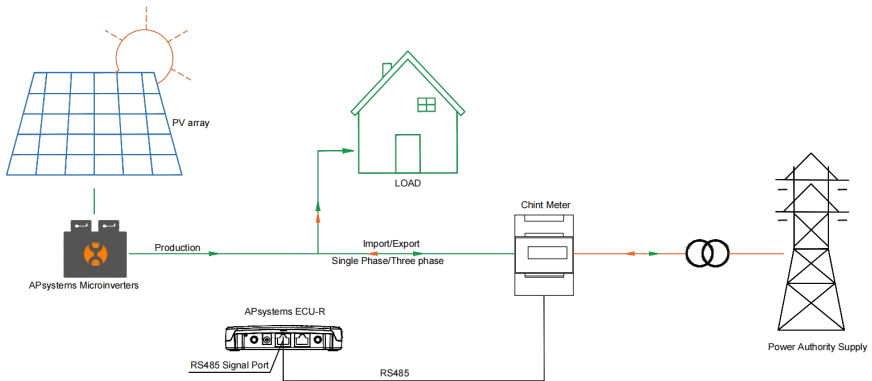 PV array
LOAD
Chint Meter
Production
Import/Export
Single Phase/Three phase
APsystems Microinverters
APsystems ECU-R
RS485 Signal Port
RS485
Power Authority Supply